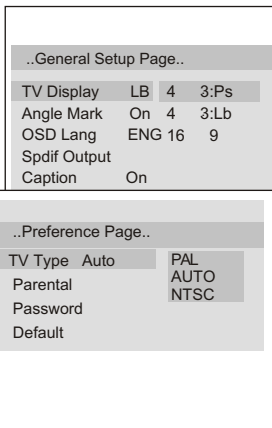 ..General Setup Page..
TV Display LB 4 3:Ps
Angle Mark On 4 3:Lb
OSD Lang ENG 16 9
Spdif Output
Caption On
..Preference Page..
TV Type Auto PAL
AUTO
Parental
NTSC
Password
Default